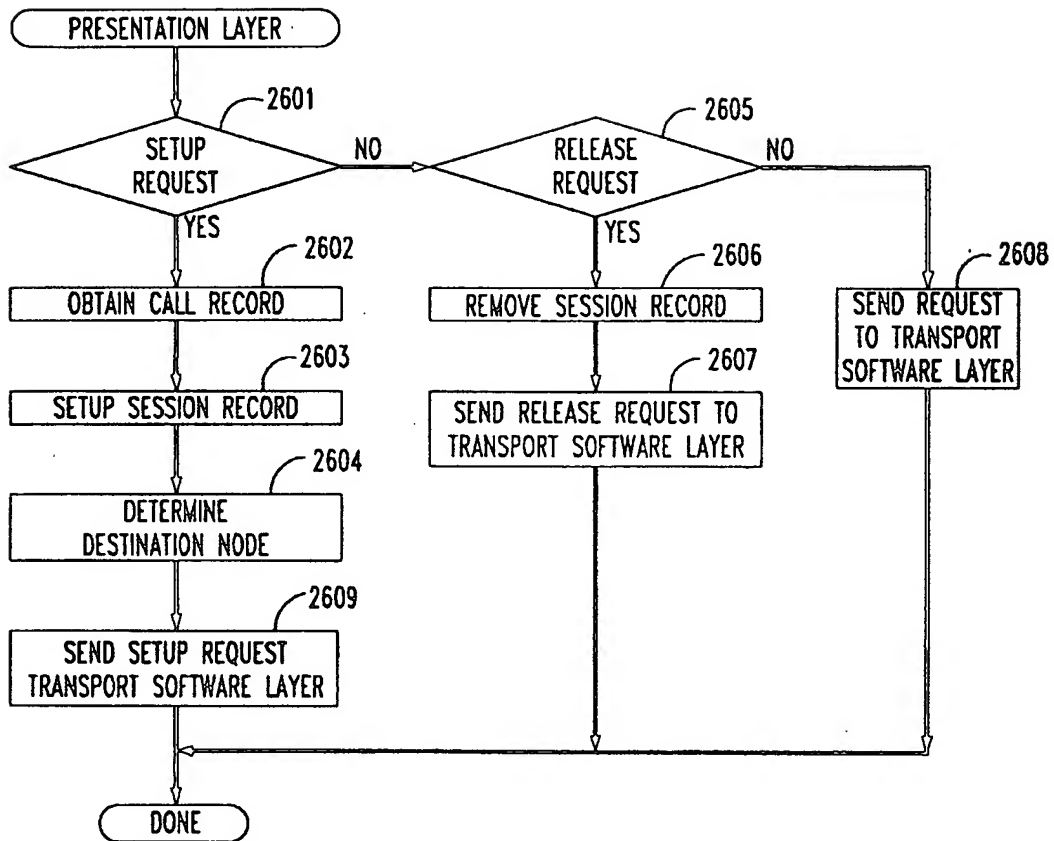 PRESENTATION LAYER
2601
SETUP
REQUEST
NO
YES
2605
RELEASE
REQUEST
NO
YES
2602
OBTAIN CALL RECORD
2606
REMOVE SESSION RECORD
2608
SEND REQUEST
TO TRANSPORT
SOFTWARE LAYER
2603
SETUP SESSION RECORD
2607
SEND RELEASE REQUEST TO
TRANSPORT SOFTWARE LAYER
2604
DETERMINE
DESTINATION NODE
2609
SEND SETUP REQUEST
TRANSPORT SOFTWARE LAYER
DONE